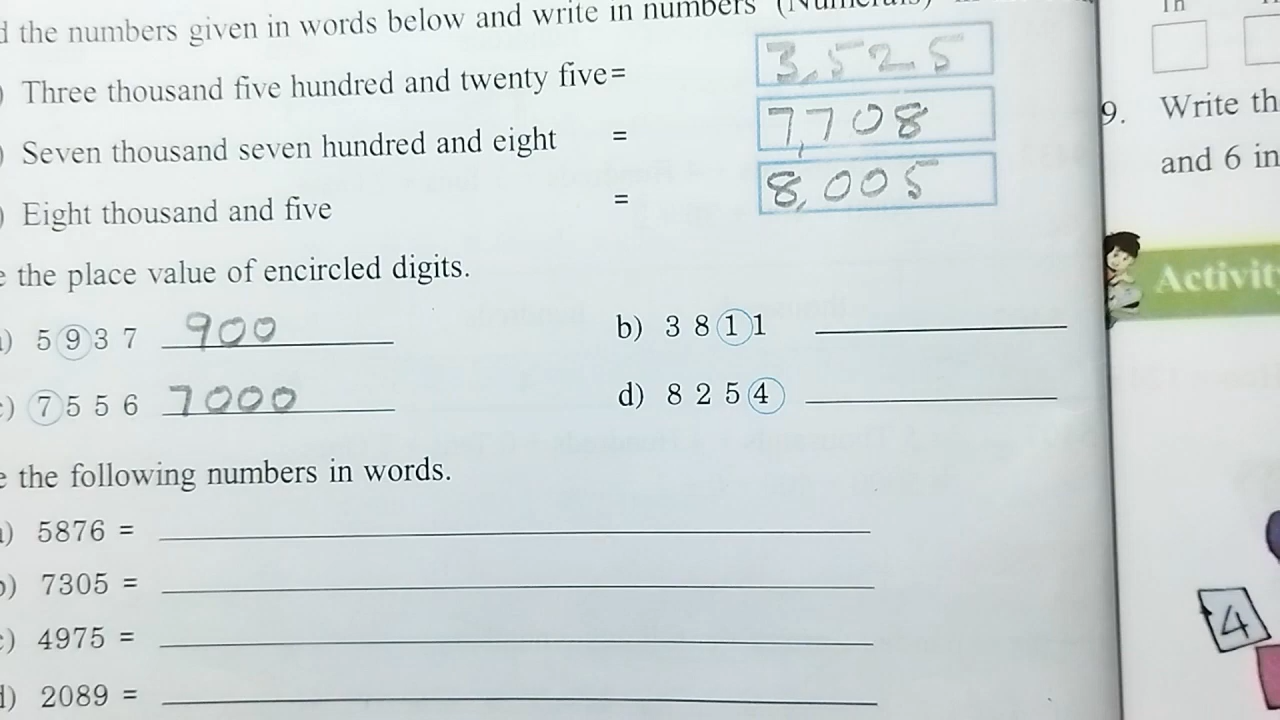 the numbers given in words below and write in numbers
Three thousand five hundred and twenty five= 3,525
Seven thousand seven hundred and eight = 7,708
Eight thousand and five = 8,005
the place value of encircled digits.
5 9 3 7 900
b) 3 8 1 1
7 5 5 6 7000
d) 8 2 5 4
the following numbers in words.
5876 =
7305 =
4975 =
2089 =
9. Write th
and 6 in
Activit
4